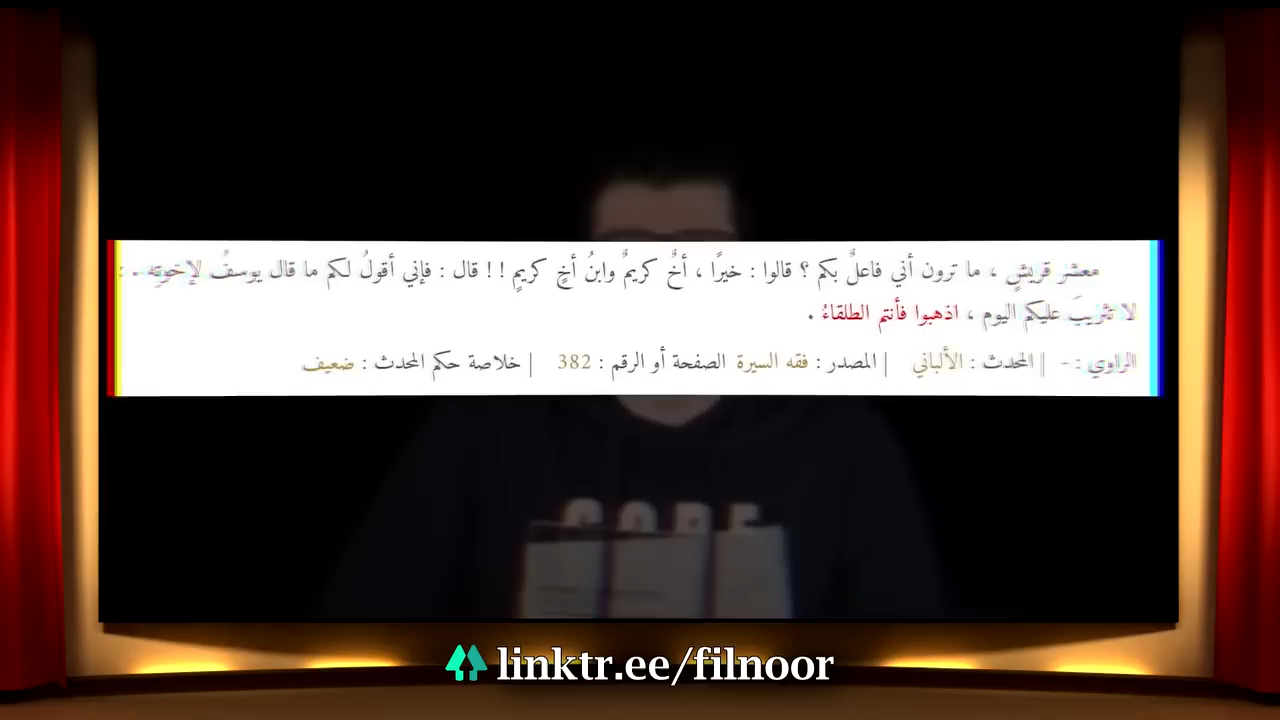 معشر قريشٍ ، ما ترون أني فاعلٌ بكم ؟ قالوا : خيرًا ، أخٌ كريمٌ وابنُ أخٍ كريمٍ ! ! قال : فإني أقولُ لكم ما قال يوسفُ لإخوتِه - :
لا تثريبَ عليكم اليوم ، اذهبوا فأنتم الطلقاءُ .
الراوي : - | المحدث : الألباني | المصدر : فقه السيرة الصفحة أو الرقم : 382 | خلاصة حكم المحدث : ضعيف
linktr.ee/filnoor